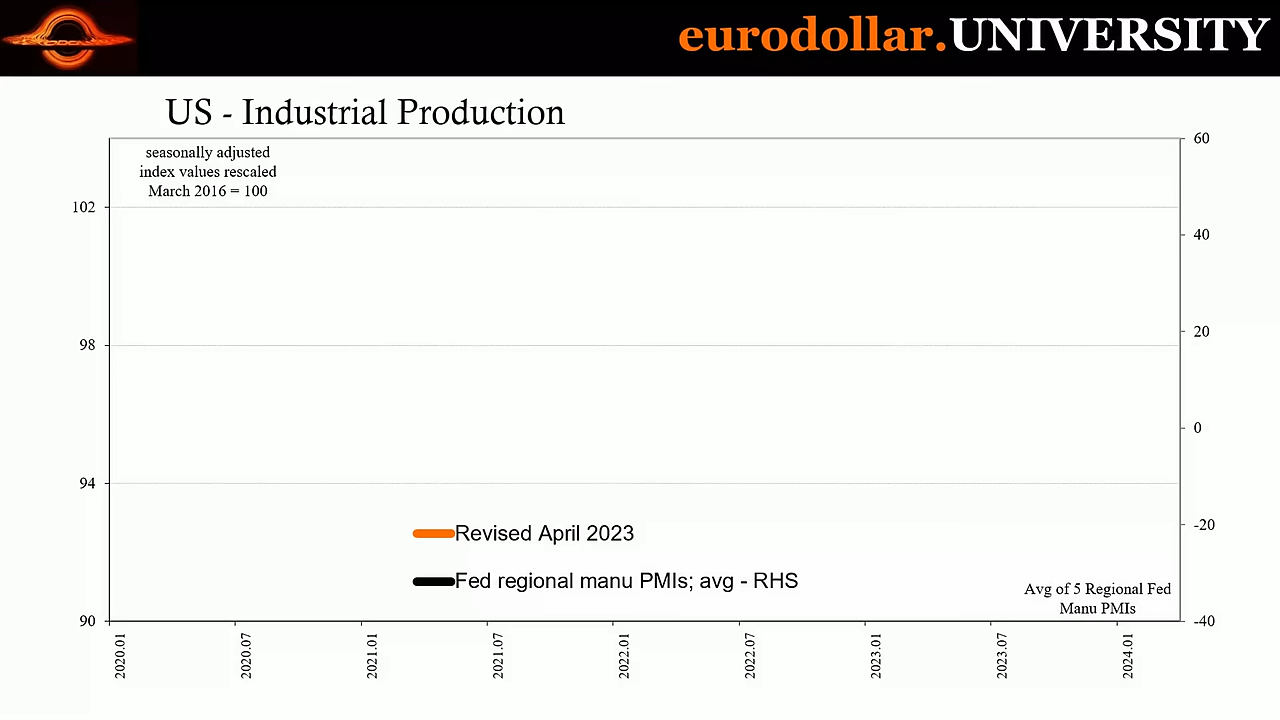 eurodollar.UNIVERSITY
US - Industrial Production
seasonally adjusted
index values rescaled
March 2016 = 100
102
98
94
90
60
40
20
0
-20
-40
Revised April 2023
Fed regional manu PMIs; avg - RHS
Avg of 5 Regional Fed
Manu PMIs
2020.01
2020.07
2021.01
2021.07
2022.01
2022.07
2023.01
2023.07
2024.01